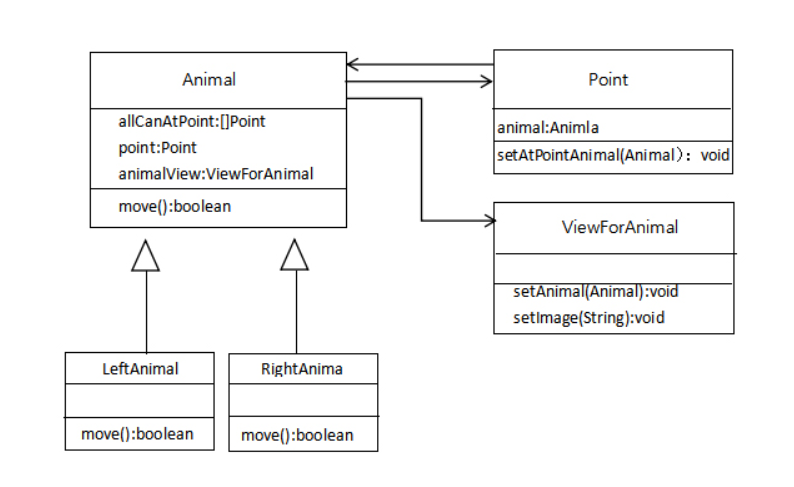 Animal
allCanAtPoint:[]Point
point:Point
animalView:ViewForAnimal
move():boolean
Point
animal:Animla
setAtPointAnimal(Animal）：void
ViewForAnimal
setAnimal(Animal):void
setImage(String):void
LeftAnimal
move():boolean
RightAnima
move():boolean